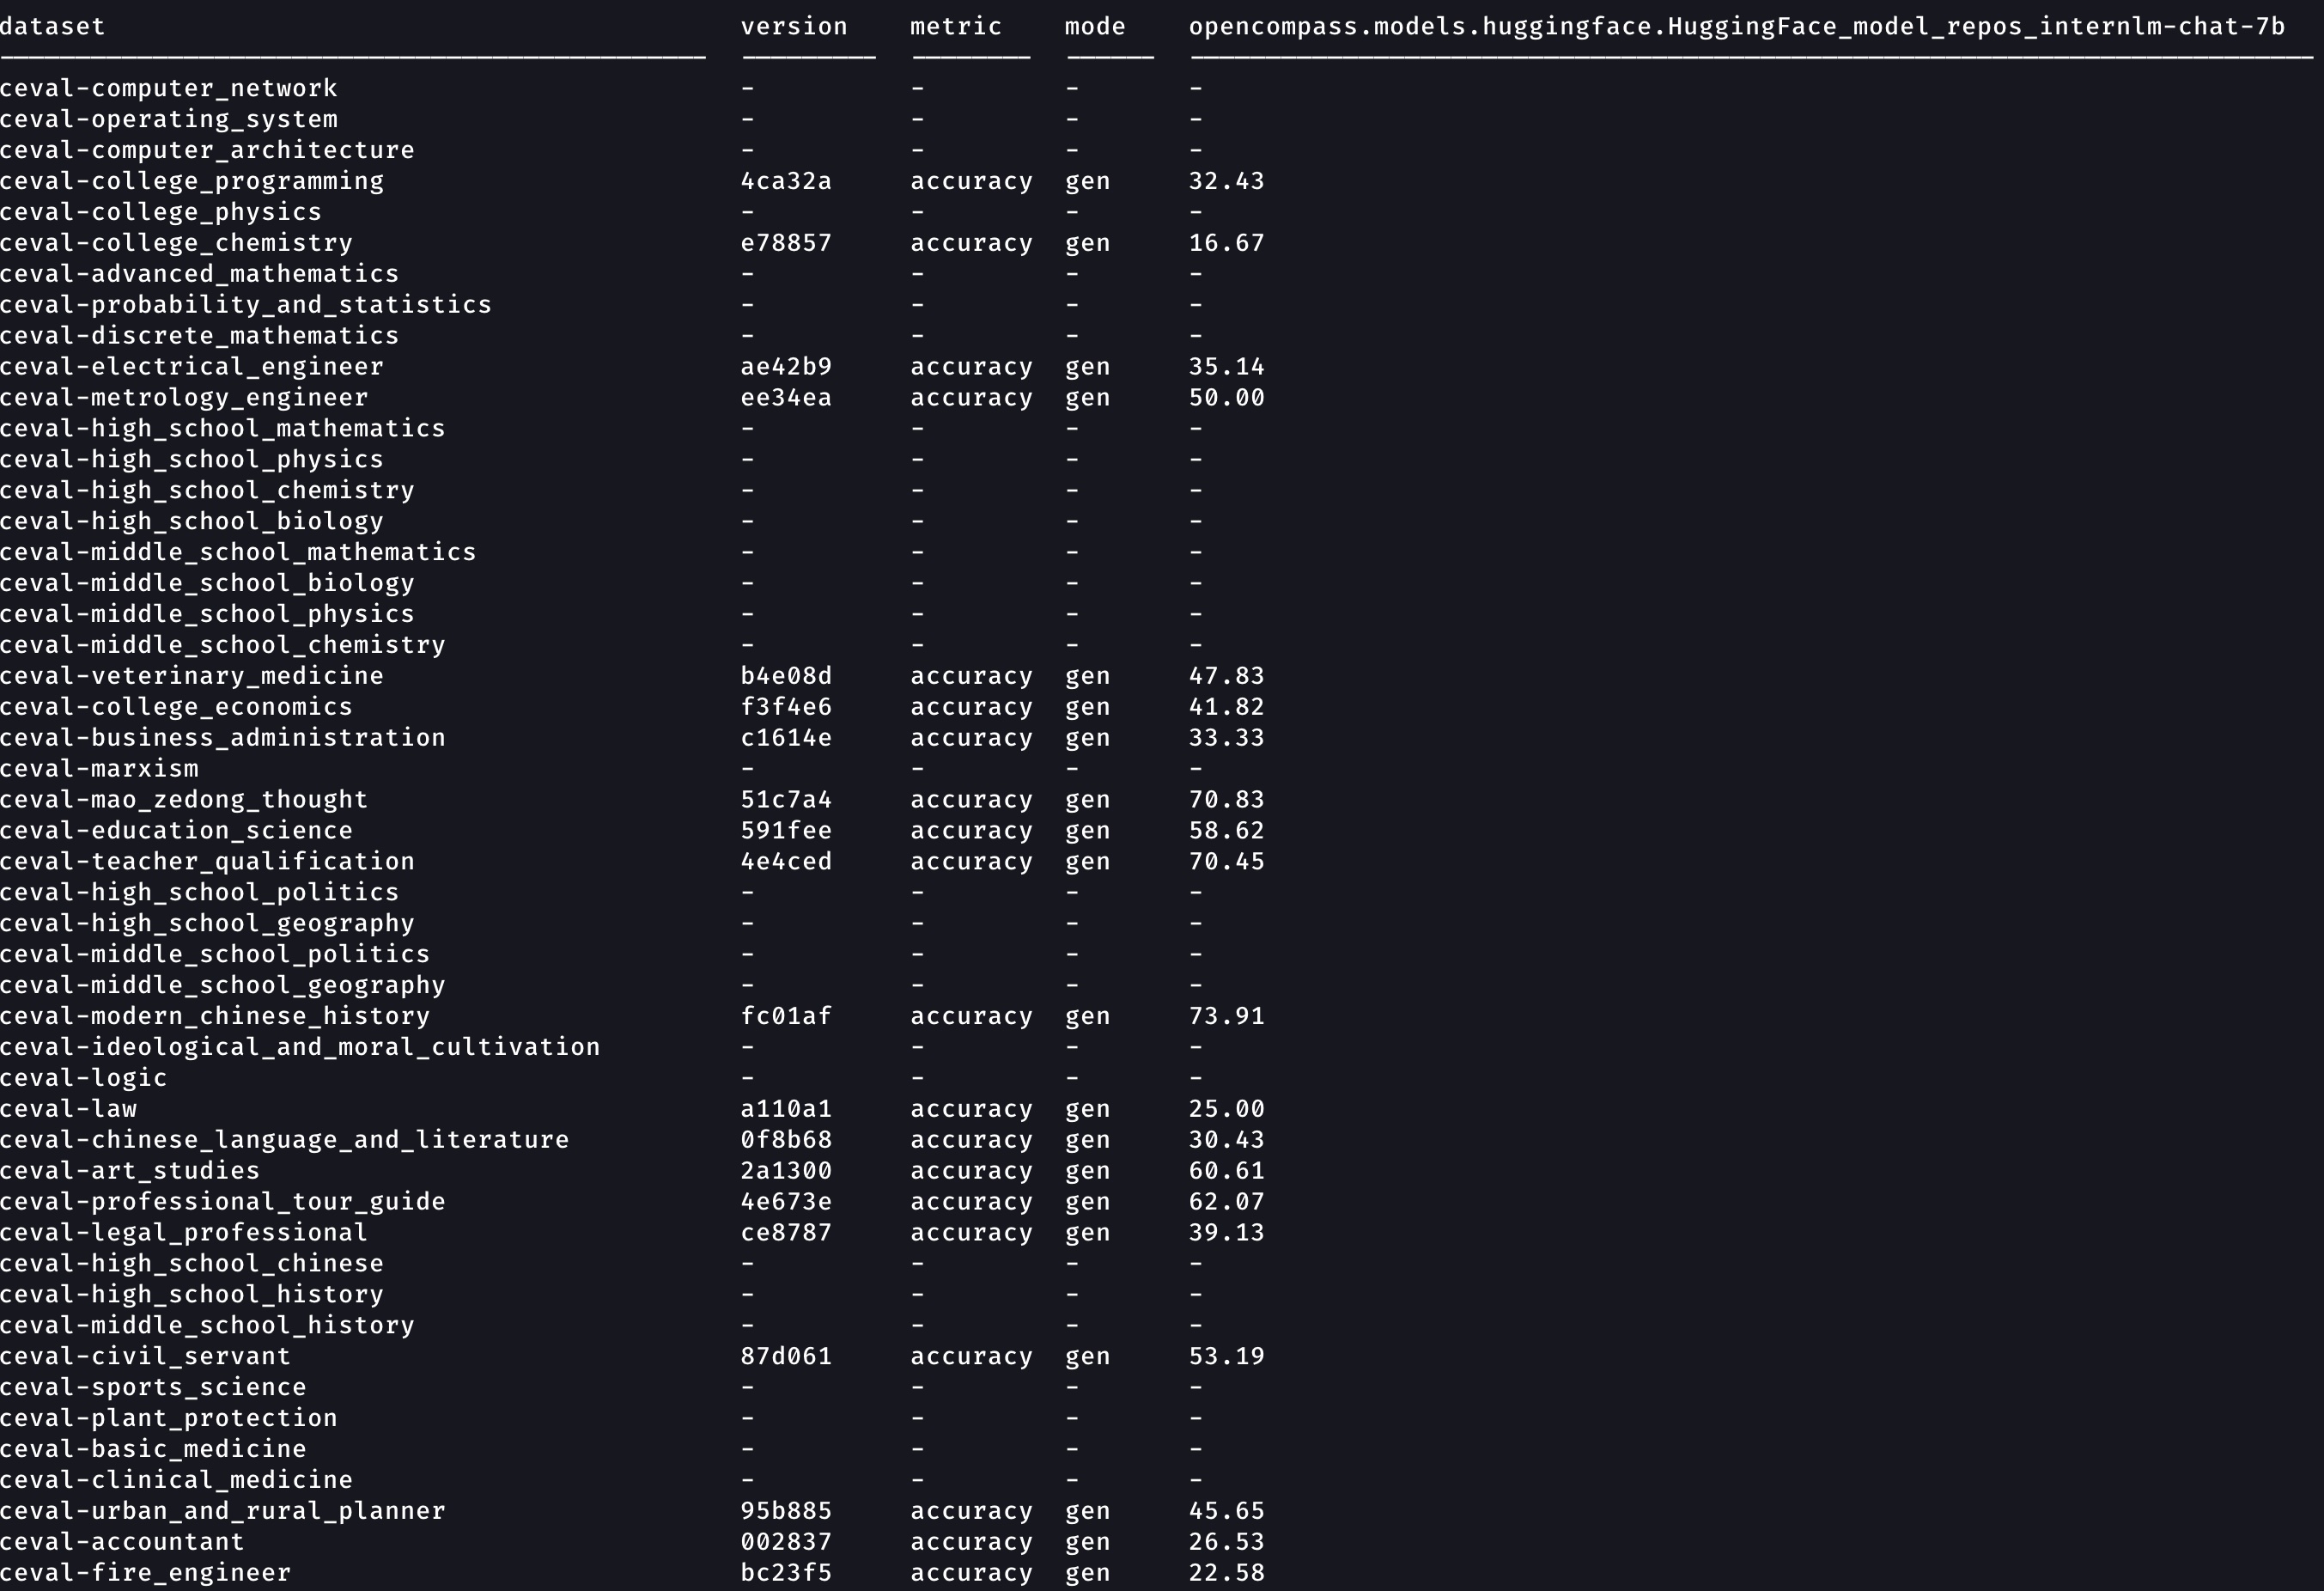 dataset version metric mode opencompass.models.huggingface.HuggingFace_model_repos_internlm-chat-7b
ceval-computer_network - - - -
ceval-operating_system - - - -
ceval-computer_architecture - - - -
ceval-college_programming 4ca32a accuracy gen 32.43
ceval-college_physics - - - -
ceval-college_chemistry e78857 accuracy gen 16.67
ceval-advanced_mathematics - - - -
ceval-probability_and_statistics - - - -
ceval-discrete_mathematics - - - -
ceval-electrical_engineer ae42b9 accuracy gen 35.14
ceval-metrology_engineer ee34ea accuracy gen 50.00
ceval-high_school_mathematics - - - -
ceval-high_school_physics - - - -
ceval-high_school_chemistry - - - -
ceval-high_school_biology - - - -
ceval-middle_school_mathematics - - - -
ceval-middle_school_biology - - - -
ceval-middle_school_physics - - - -
ceval-middle_school_chemistry - - - -
ceval-veterinary_medicine b4e08d accuracy gen 47.83
ceval-college_economics f3f4e6 accuracy gen 41.82
ceval-business_administration c1614e accuracy gen 33.33
ceval-marxism - - - -
ceval-mao_zedong_thought 51c7a4 accuracy gen 70.83
ceval-education_science 591fee accuracy gen 58.62
ceval-teacher_qualification 4e4ced accuracy gen 70.45
ceval-high_school_politics - - - -
ceval-high_school_geography - - - -
ceval-middle_school_politics - - - -
ceval-middle_school_geography - - - -
ceval-modern_chinese_history fc01af accuracy gen 73.91
ceval-ideological_and_moral_cultivation - - - -
ceval-logic - - - -
ceval-law a110a1 accuracy gen 25.00
ceval-chinese_language_and_literature 0f8b68 accuracy gen 30.43
ceval-art_studies 2a1300 accuracy gen 60.61
ceval-professional_tour_guide 4e673e accuracy gen 62.07
ceval-legal_professional ce8787 accuracy gen 39.13
ceval-high_school_chinese - - - -
ceval-high_school_history - - - -
ceval-middle_school_history - - - -
ceval-civil_servant 87d061 accuracy gen 53.19
ceval-sports_science - - - -
ceval-plant_protection - - - -
ceval-basic_medicine - - - -
ceval-clinical_medicine - - - -
ceval-urban_and_rural_planner 95b885 accuracy gen 45.65
ceval-accountant 002837 accuracy gen 26.53
ceval-fire_engineer bc23f5 accuracy gen 22.58